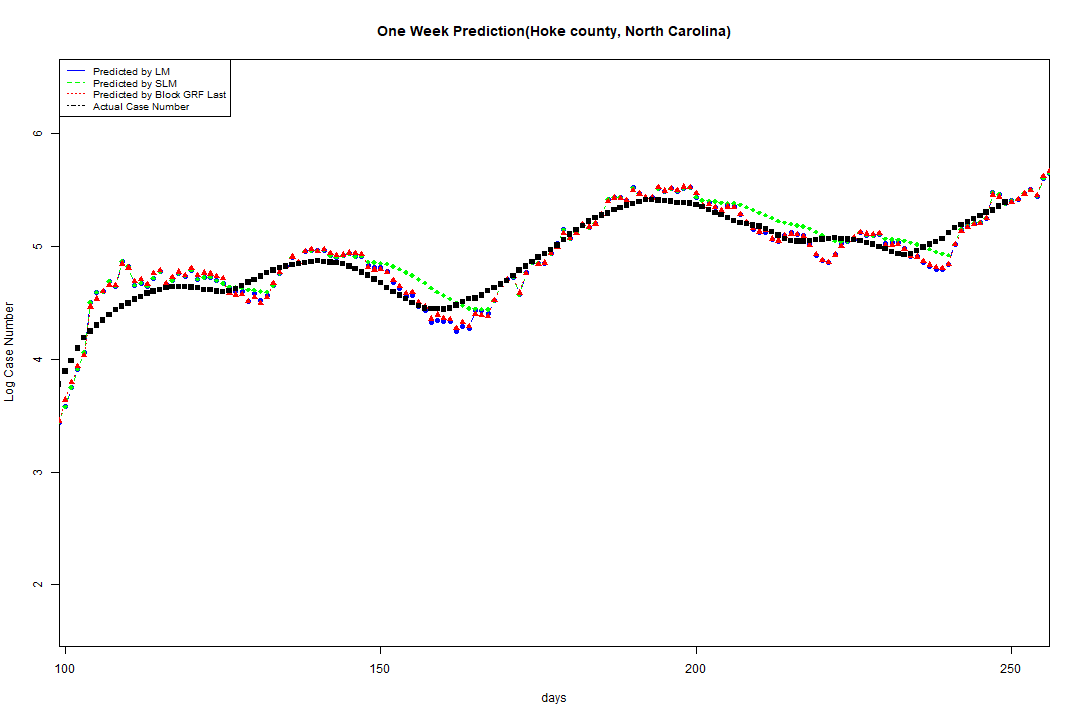 One Week Prediction(Hoke county, North Carolina)
Predicted by LM
Predicted by SLM
Predicted by Block GRF Last
Actual Case Number
6
5
4
3
2
Log Case Number
100 150 200 250
days